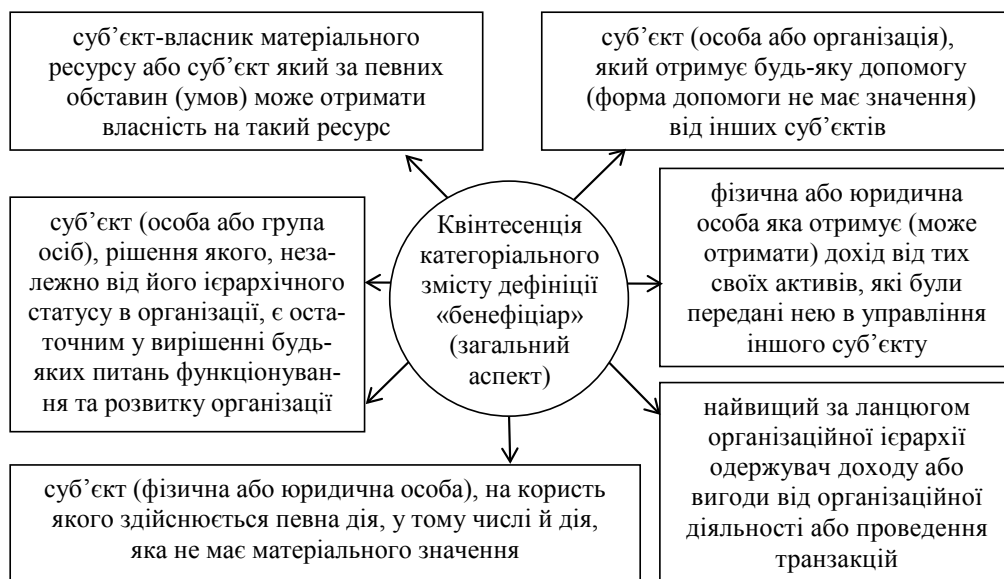 суб’єкт-власник матеріального
ресурсу або суб’єкт який за певних
обставин (умов) може отримати
власність на такий ресурс
суб’єкт (особа або організація),
який отримує будь-яку допомогу
(форма допомоги не має значення)
від інших суб’єктів
суб’єкт (особа або група
осіб), рішення якого, неза-
лежно від його ієрархічного
статусу в організації, є оста-
точним у вирішенні будь-
яких питань функціонуван-
ня та розвитку організації
Квінтесенція
категоріального
змісту дефініції
«бенефіціар»
(загальний
аспект)
фізична або юридична
особа яка отримує (може
отримати) дохід від тих
своїх активів, які були
передані нею в управління
іншого суб’єкту
суб’єкт (фізична або юридична особа), на користь
якого здійснюється певна дія, у тому числі й дія,
яка не має матеріального значення
найвищий за ланцюгом
організаційної ієрархії
одержувач доходу або
вигоди від організаційної
діяльності або проведення
транзакцій